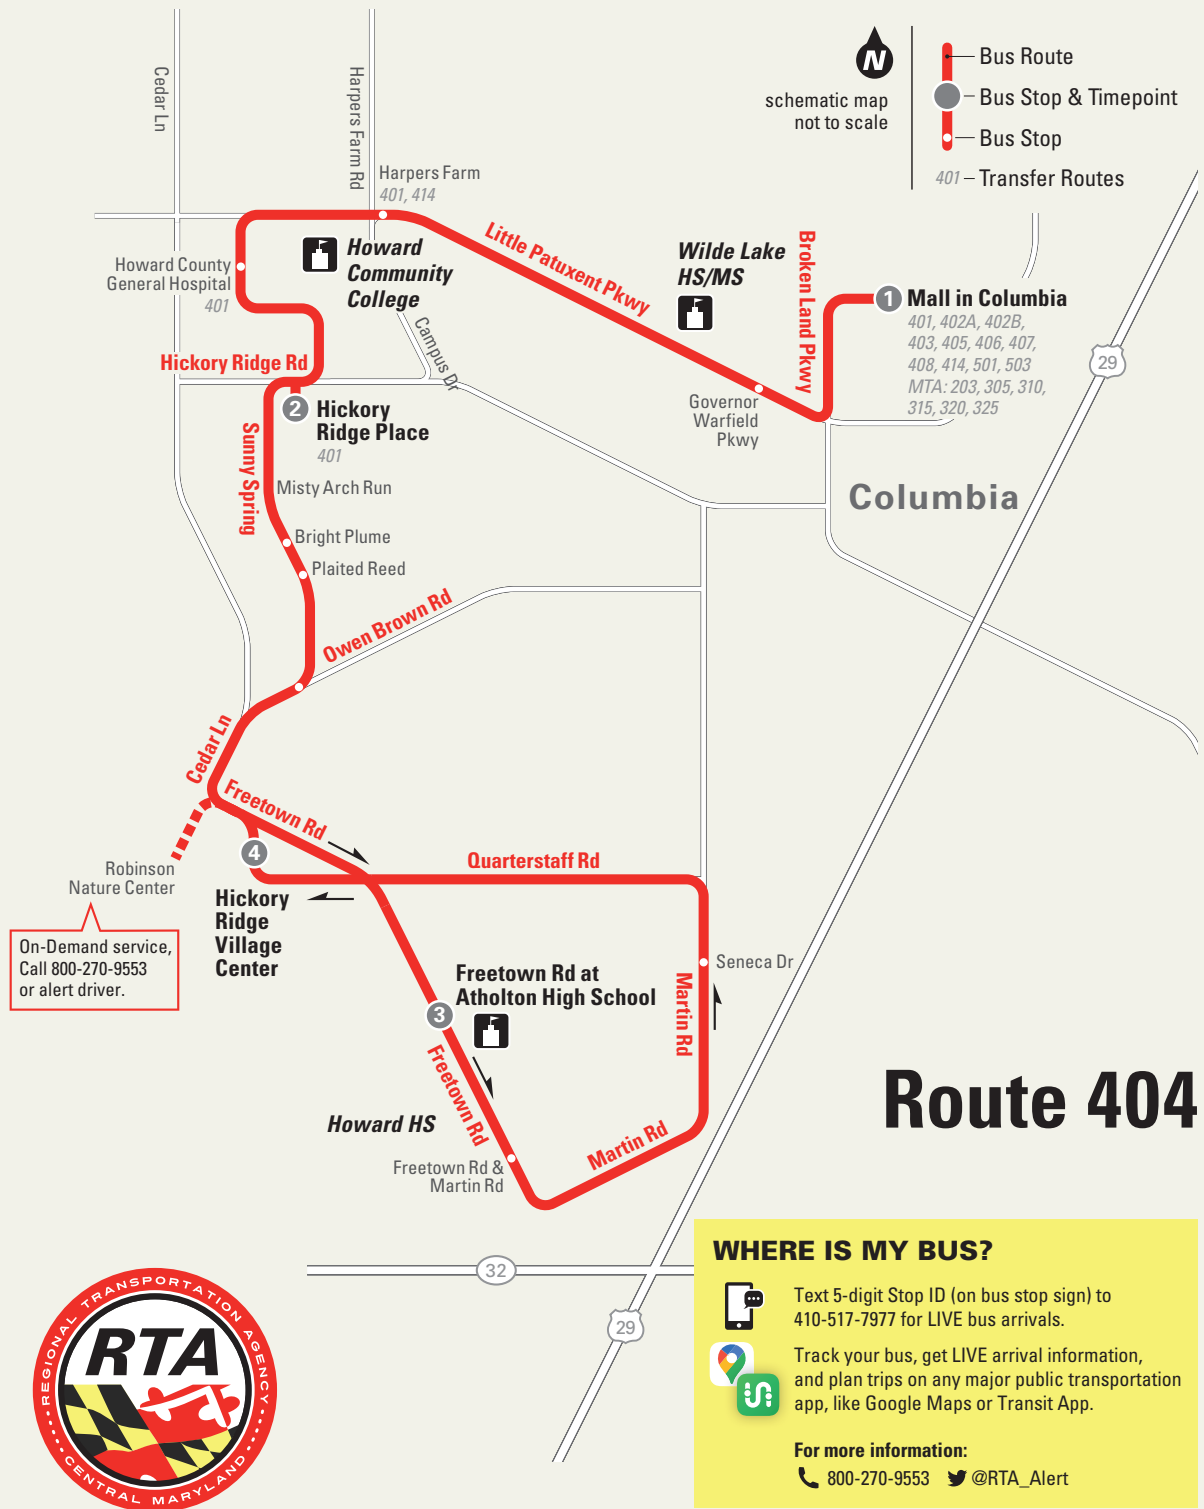 N
schematic map
not to scale
Bus Route
Bus Stop & Timepoint
Bus Stop
401
Transfer Routes
Cedar Ln
Harpers Farm Rd
Harpers Farm
401, 414
Howard
Community
College
Howard County
General Hospital
401
Little Patuxent Pkwy
Wilde Lake
HS/MS
Broken Land Pkwy
1
Mall in Columbia
401, 402A, 402B,
403, 405, 406, 407,
408, 414, 501, 503
MTA: 203, 305, 310,
315, 320, 325
29
Hickory Ridge Rd
Campus Dr
Governor
Warfield
Pkwy
2
Hickory
Ridge Place
401
Sunny Spring
Misty Arch Run
Columbia
Bright Plume
Plaited Reed
Owen Brown Rd
Cedar Ln
Freetown Rd
4
Quarterstaff Rd
Robinson
Nature Center
Hickory
Ridge
Village
Center
On-Demand service,
Call 800-270-9553
or alert driver.
Freetown Rd at
Atholton High School
3
Seneca Dr
Martin Rd
Freetown Rd
Howard HS
Martin Rd
Freetown Rd &
Martin Rd
Route 404
32
29
WHERE IS MY BUS?
Text 5-digit Stop ID (on bus stop sign) to
410-517-7977 for LIVE bus arrivals.
Track your bus, get LIVE arrival information,
and plan trips on any major public transportation
app, like Google Maps or Transit App.
For more information:
800-270-9553 @RTA_Alert
REGIONAL TRANSPORTATION AGENCY
RTA
CENTRAL MARYLAND